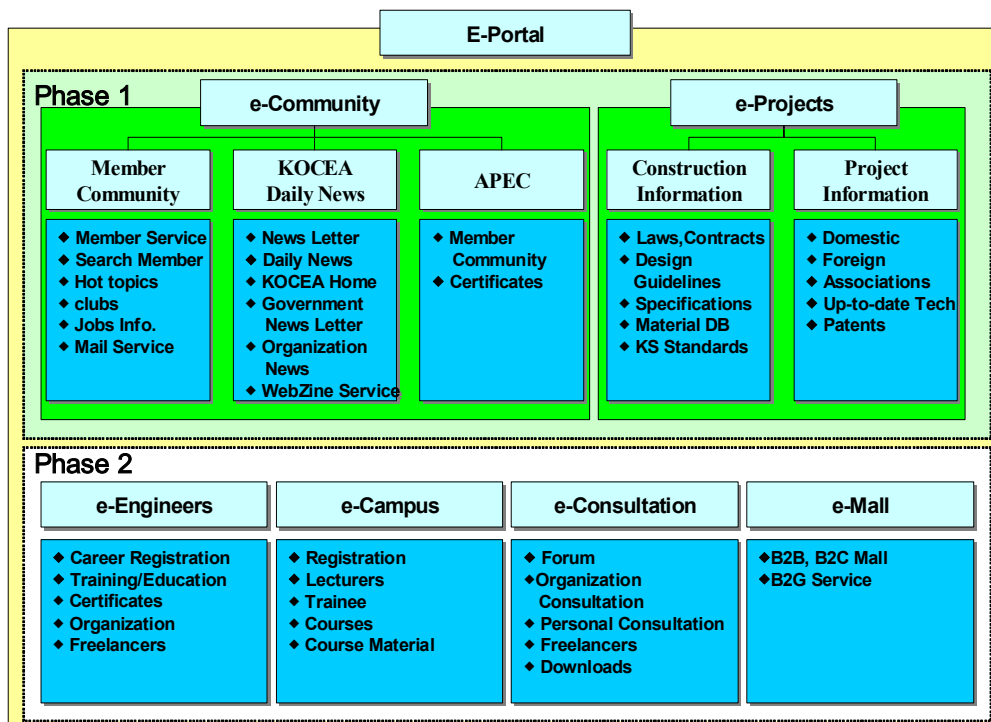 E-Portal
Phase 1
e-Community
Member
Community
◆ Member Service
◆ Search Member
◆ Hot topics
◆ clubs
◆ Jobs Info.
◆ Mail Service
KOCEA
Daily News
◆ News Letter
◆ Daily News
◆ KOCEA Home
◆ Government
News Letter
◆ Organization
News
◆ WebZine Service
APEC
◆ Member
Community
◆ Certificates
e-Projects
Construction
Information
◆ Laws,Contracts
◆ Design
Guidelines
◆ Specifications
◆ Material DB
◆ KS Standards
Project
Information
◆ Domestic
◆ Foreign
◆ Associations
◆ Up-to-date Tech
◆ Patents
Phase 2
e-Engineers
◆ Career Registration
◆ Training/Education
◆ Certificates
◆ Organization
◆ Freelancers
e-Campus
◆ Registration
◆ Lecturers
◆ Trainee
◆ Courses
◆ Course Material
e-Consultation
◆ Forum
◆Organization
Consultation
◆ Personal Consultation
◆ Freelancers
◆ Downloads
e-Mall
◆B2B, B2C Mall
◆B2G Service